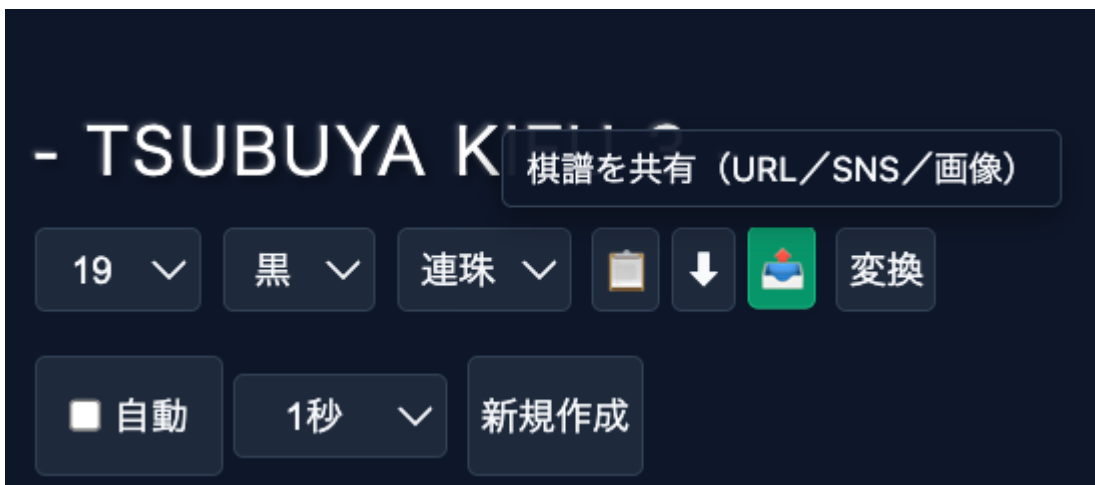 - TSUBUYA
棋譜を共有（URL／SNS／画像）
19 黒 連珠 変換
自動 1秒 新規作成